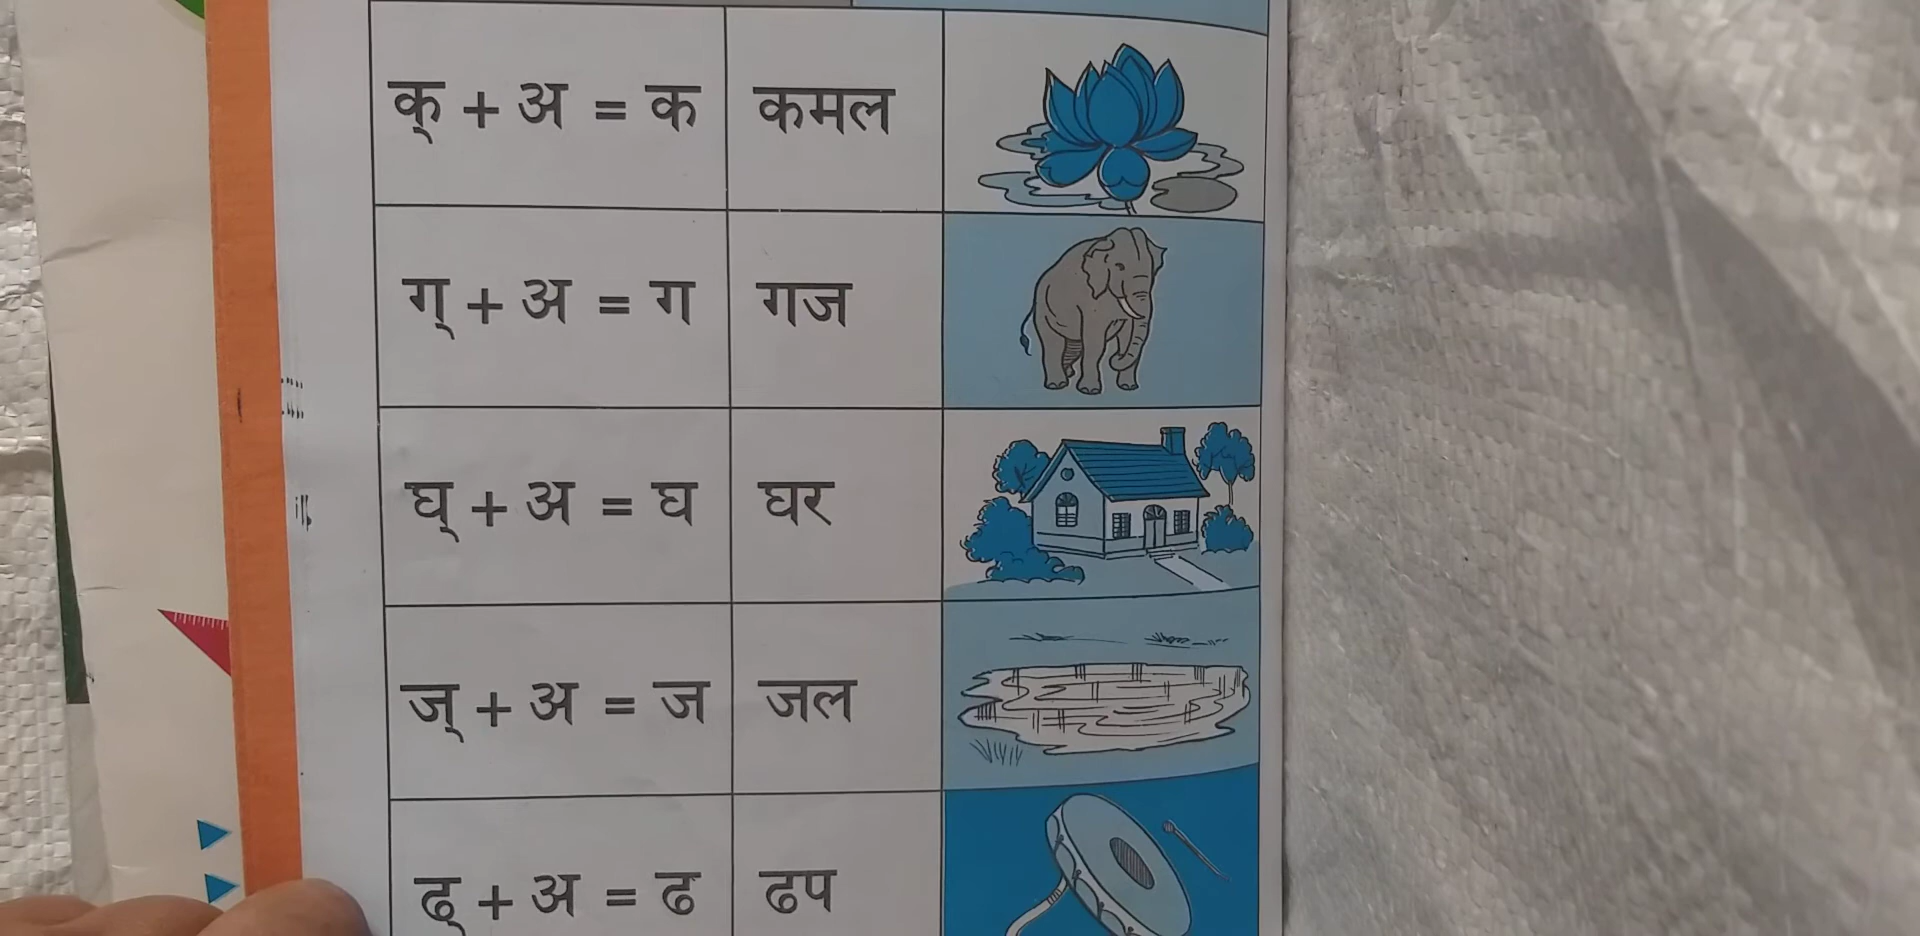 क् + अ = क कमल
ग् + अ = ग गज
घ् + अ = घ घर
ज् + अ = ज जल
ढ् + अ = ढ ढप